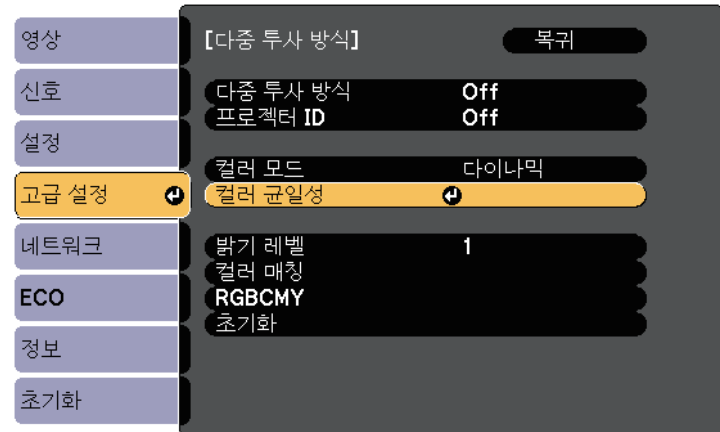 영상
신호
설정
고급 설정
네트워크
ECO
정보
초기화
[다중 투사 방식] 복귀
다중 투사 방식 Off
프로젝터 ID Off
컬러 모드 다이나믹
컬러 균일성
밝기 레벨 1
컬러 매칭
RGBCMY
초기화